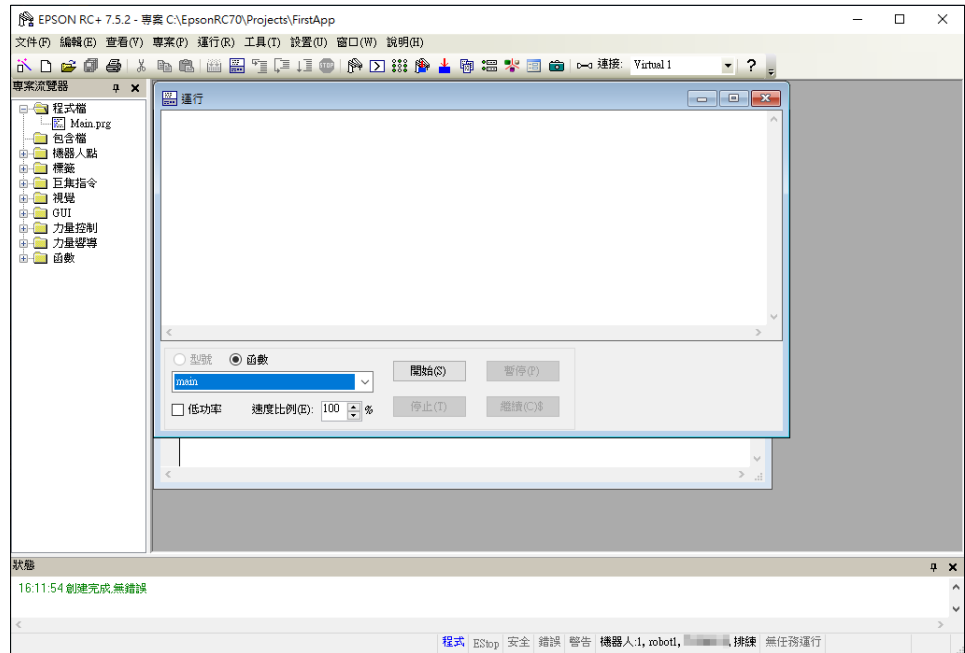 EPSON RC+ 7.5.2 - 專案 C:\EpsonRC70\Projects\FirstApp
文件(F) 編輯(E) 查看(V) 專案(P) 運行(R) 工具(T) 設置(U) 窗口(W) 說明(H)
連接: Virtual 1
專案流覽器
程式檔
Main.prg
包含檔
機器人點
標籤
巨集指令
視覺
GUI
力量控制
力量嚮導
函數
運行
型號 函數
main
開始(S) 暫停(P)
低功率 速度比例(E): 100 %
停止(T) 繼續(C)$
狀態
16:11:54 創建完成,無錯誤
程式 EStop 安全 錯誤 警告 機器人:1, robot1, 排練 無任務運行